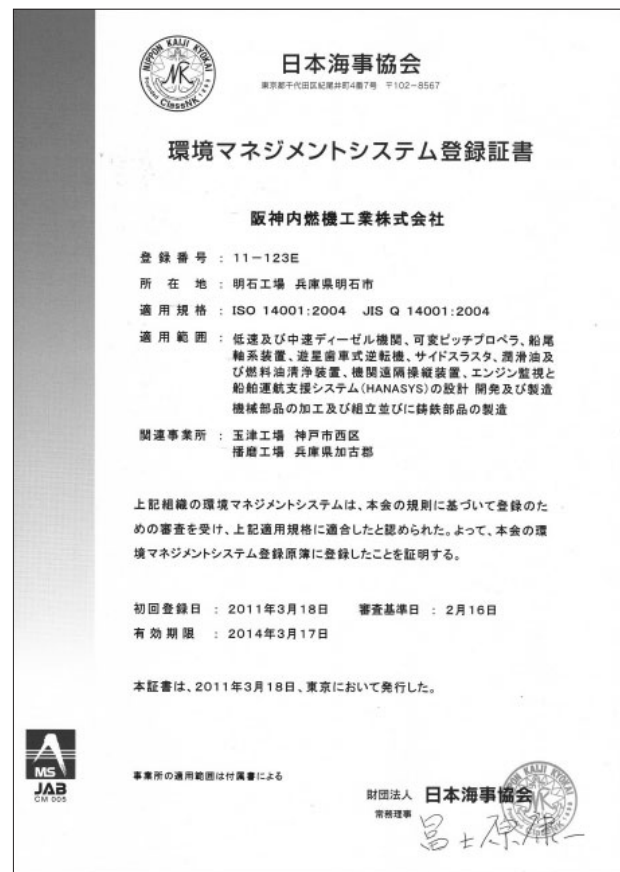 NIPPON KAIJI KYOKAI
NK
Founded ClassNK 1899
日本海事協会
東京都千代田区紀尾井町4番7号 〒102-8567
環境マネジメントシステム登録証書
阪神内燃機工業株式会社
登録番号 : 11-123E
所在地 : 明石工場 兵庫県明石市
適用規格 : ISO 14001:2004 JIS Q 14001:2004
適用範囲 : 低速及び中速ディーゼル機関、可変ピッチプロペラ、船尾
軸系装置、遊星歯車式逆転機、サイドスラスタ、潤滑油及
び燃料油清浄装置、機関遠隔操縦装置、エンジン監視と
船舶運航支援システム(HANASYS)の設計 開発及び製造
機械部品の加工及び組立並びに鋳鉄部品の製造
関連事業所 : 玉津工場 神戸市西区
播磨工場 兵庫県加古郡
上記組織の環境マネジメントシステムは、本会の規則に基づいて登録のた
めの審査を受け、上記適用規格に適合したと認められた。よって、本会の環
境マネジメントシステム登録原簿に登録したことを証明する。
初回登録日 : 2011年3月18日 審査基準日 : 2月16日
有効期限 : 2014年3月17日
本証書は、2011年3月18日、東京において発行した。
MS
JAB
CM 005
事業所の適用範囲は付属書による
財団法人 日本海事協会
常務理事
冨士原康一
NIPPON KAIJI KYOKAI